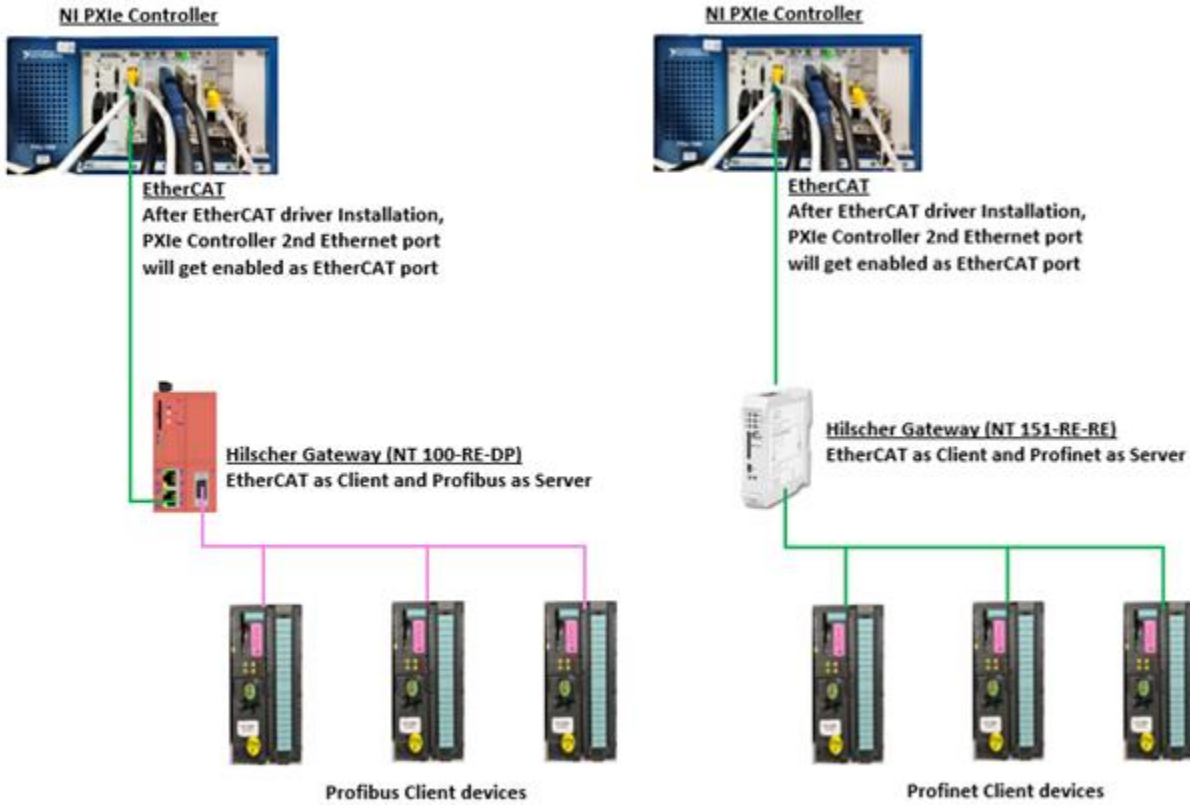 NI PXIe Controller
EtherCAT
After EtherCAT driver Installation,
PXIe Controller 2nd Ethernet port
will get enabled as EtherCAT port
Hilscher Gateway (NT 100-RE-DP)
EtherCAT as Client and Profibus as Server
Profibus Client devices
NI PXIe Controller
EtherCAT
After EtherCAT driver Installation,
PXIe Controller 2nd Ethernet port
will get enabled as EtherCAT port
Hilscher Gateway (NT 151-RE-RE)
EtherCAT as Client and Profinet as Server
Profinet Client devices